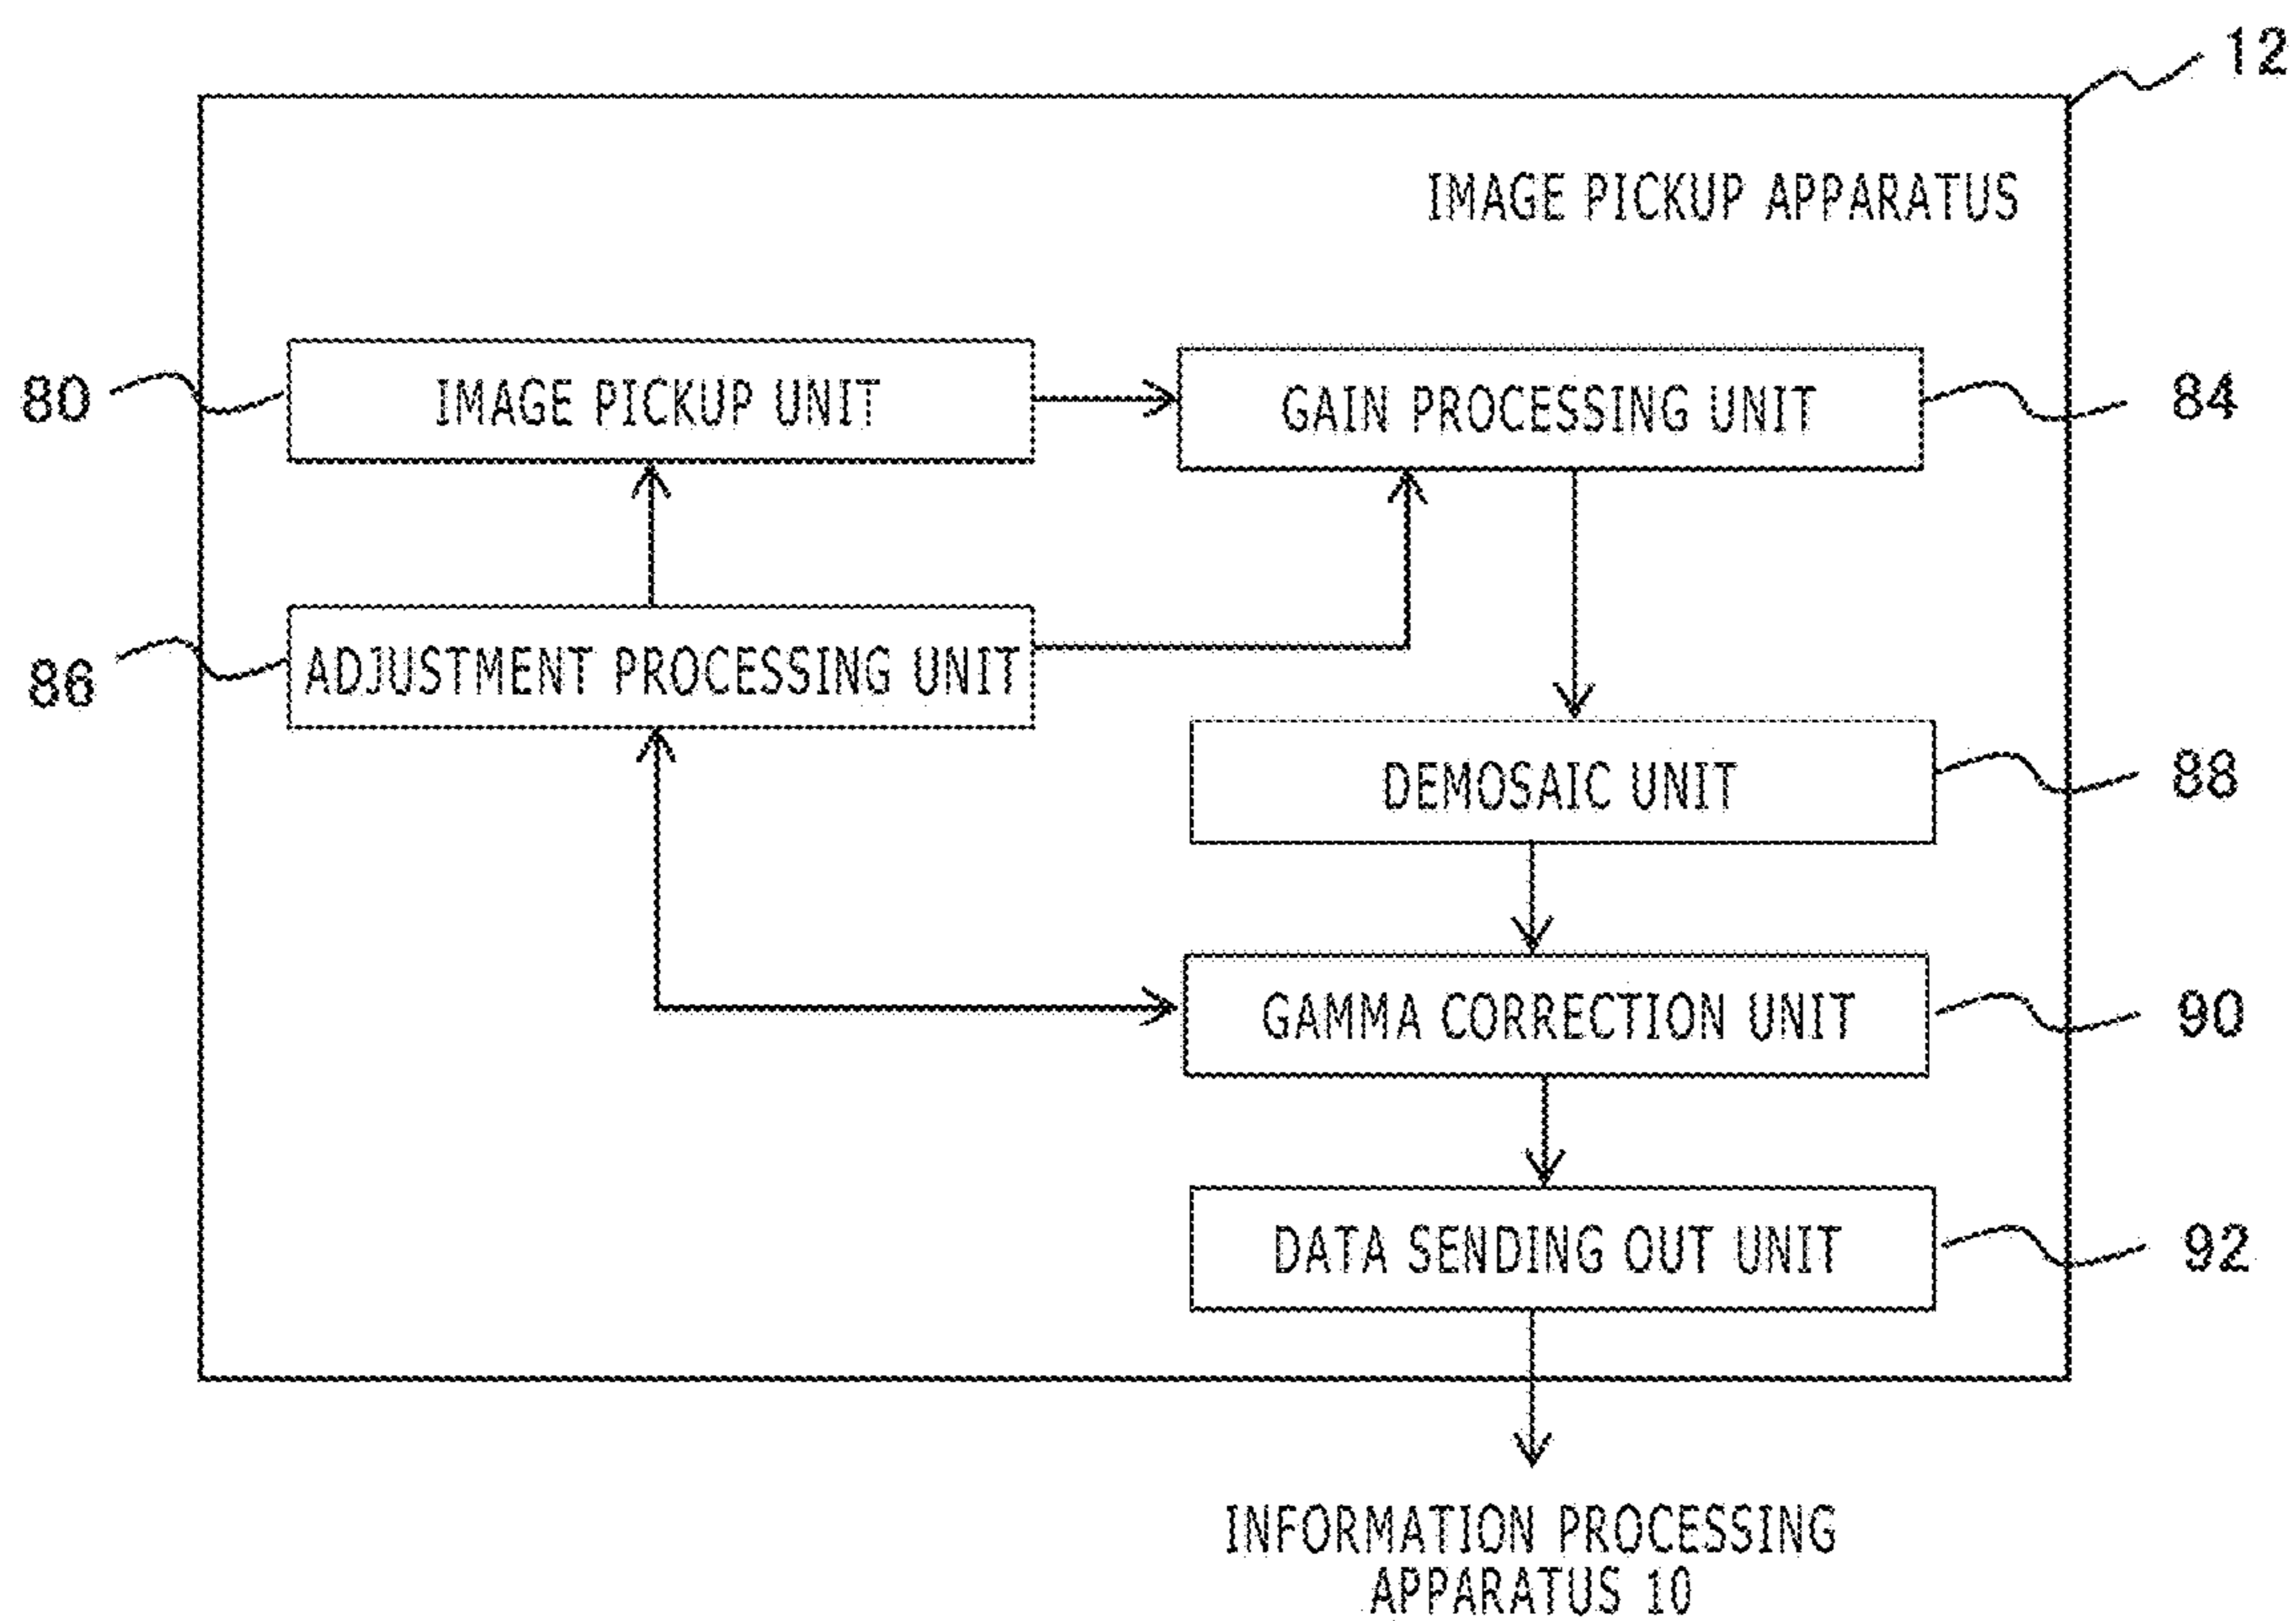 12
IMAGE PICKUP APPARATUS
80
IMAGE PICKUP UNIT
GAIN PROCESSING UNIT
84
86
ADJUSTMENT PROCESSING UNIT
DEMOSAIC UNIT
88
GAMMA CORRECTION UNIT
90
DATA SENDING OUT UNIT
92
INFORMATION PROCESSING
APPARATUS 10